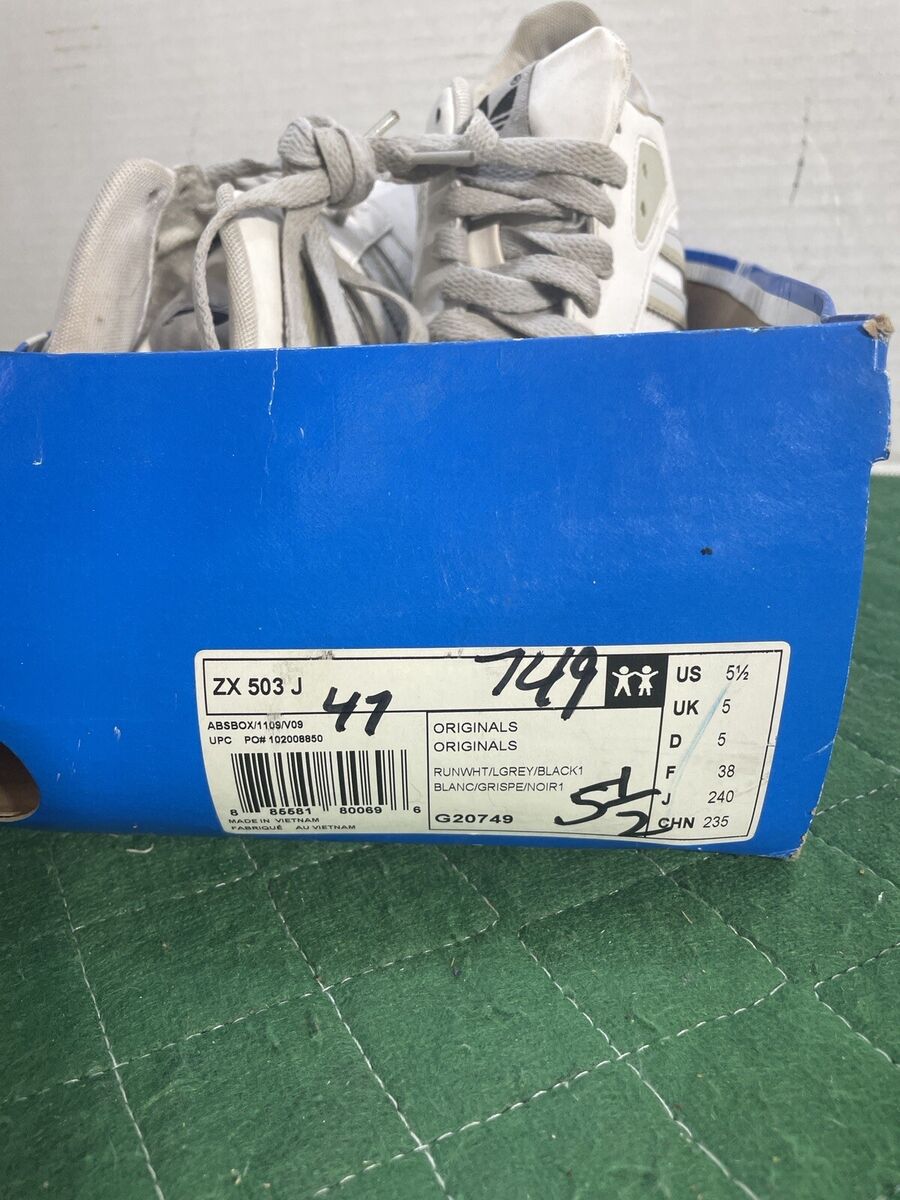 ZX 503 J
47
749
ABSBOX/1109/V09
UPC PO# 102008850
8 85581 80069 6
MADE IN VIETNAM
FABRIQUÉ AU VIETNAM
ORIGINALS
ORIGINALS
RUNWHT/LGREY/BLACK1
BLANC/GRISPE/NOIR1
G20749
5 1/2
US 5½
UK 5
D 5
F 38
J 240
CHN 235